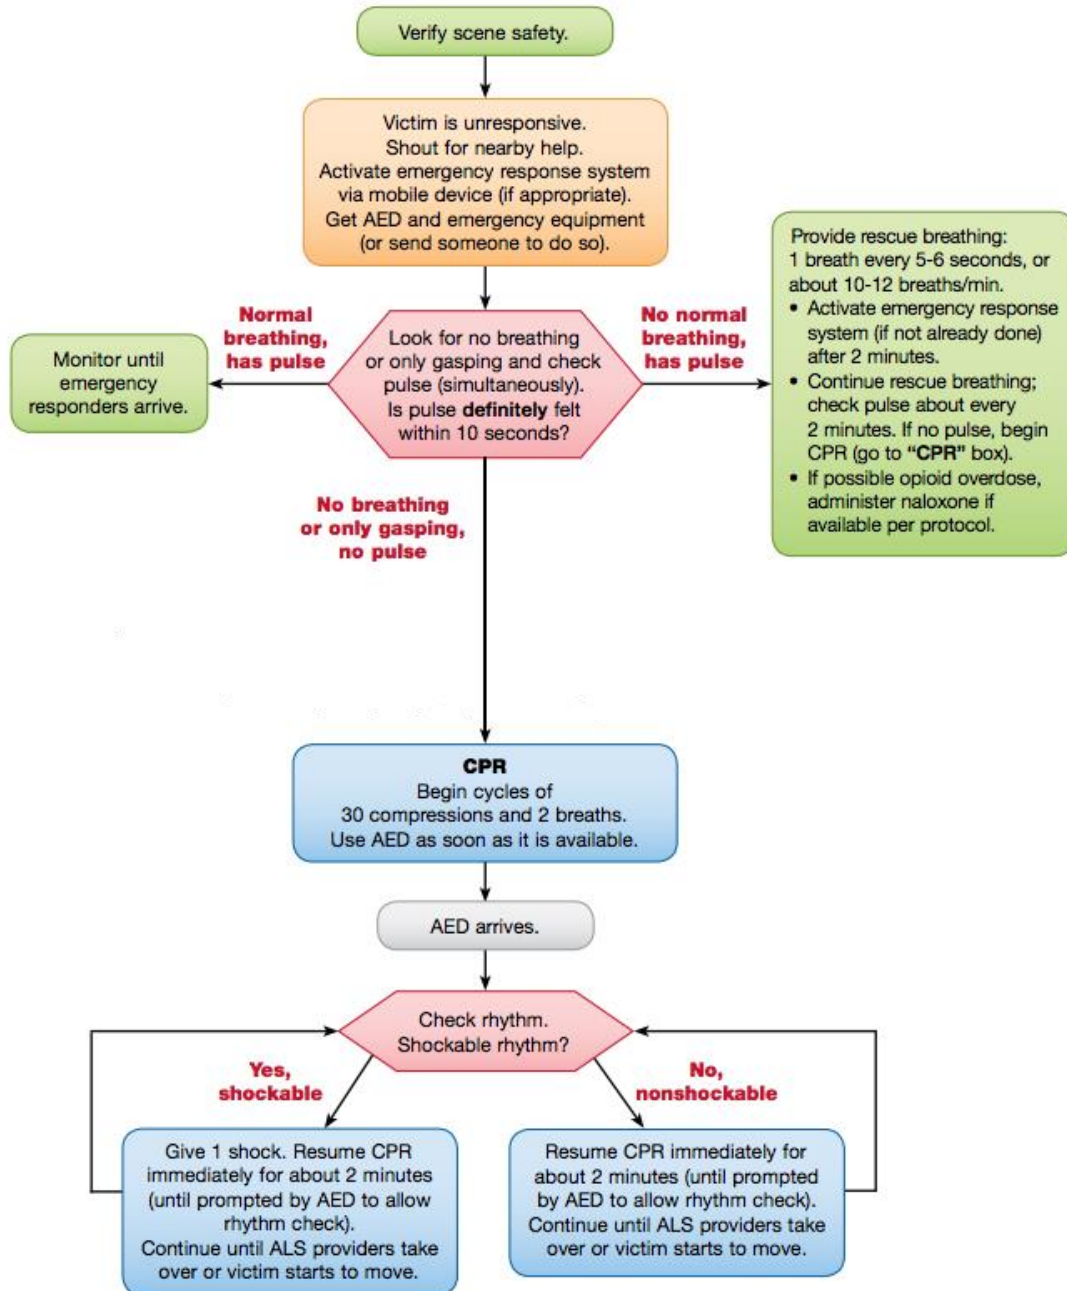 Verify scene safety.
Victim is unresponsive.
Shout for nearby help.
Activate emergency response system
via mobile device (if appropriate).
Get AED and emergency equipment
(or send someone to do so).
Normal
breathing,
has pulse
Look for no breathing
or only gasping and check
pulse (simultaneously).
Is pulse definitely felt
within 10 seconds?
No normal
breathing,
has pulse
Monitor until
emergency
responders arrive.
Provide rescue breathing:
1 breath every 5-6 seconds, or
about 10-12 breaths/min.
• Activate emergency response
system (if not already done)
after 2 minutes.
• Continue rescue breathing;
check pulse about every
2 minutes. If no pulse, begin
CPR (go to “CPR” box).
• If possible opioid overdose,
administer naloxone if
available per protocol.
No breathing
or only gasping,
no pulse
CPR
Begin cycles of
30 compressions and 2 breaths.
Use AED as soon as it is available.
AED arrives.
Check rhythm.
Shockable rhythm?
Yes,
shockable
No,
nonshockable
Give 1 shock. Resume CPR
immediately for about 2 minutes
(until prompted by AED to allow
rhythm check).
Continue until ALS providers take
over or victim starts to move.
Resume CPR immediately for
about 2 minutes (until prompted
by AED to allow rhythm check).
Continue until ALS providers take
over or victim starts to move.